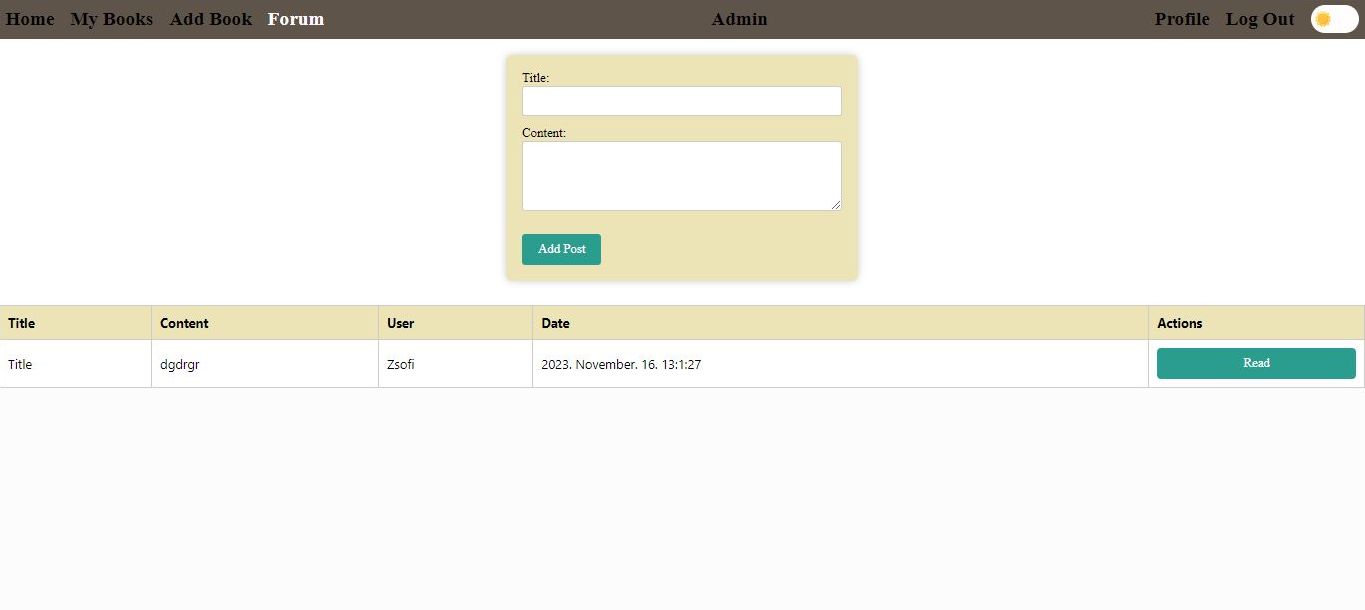 Home My Books Add Book Forum Admin Profile Log Out
Title:
Content:
Add Post
Title Content User Date Actions
Title dgdrgr Zsofi 2023. November. 16. 13:1:27 Read